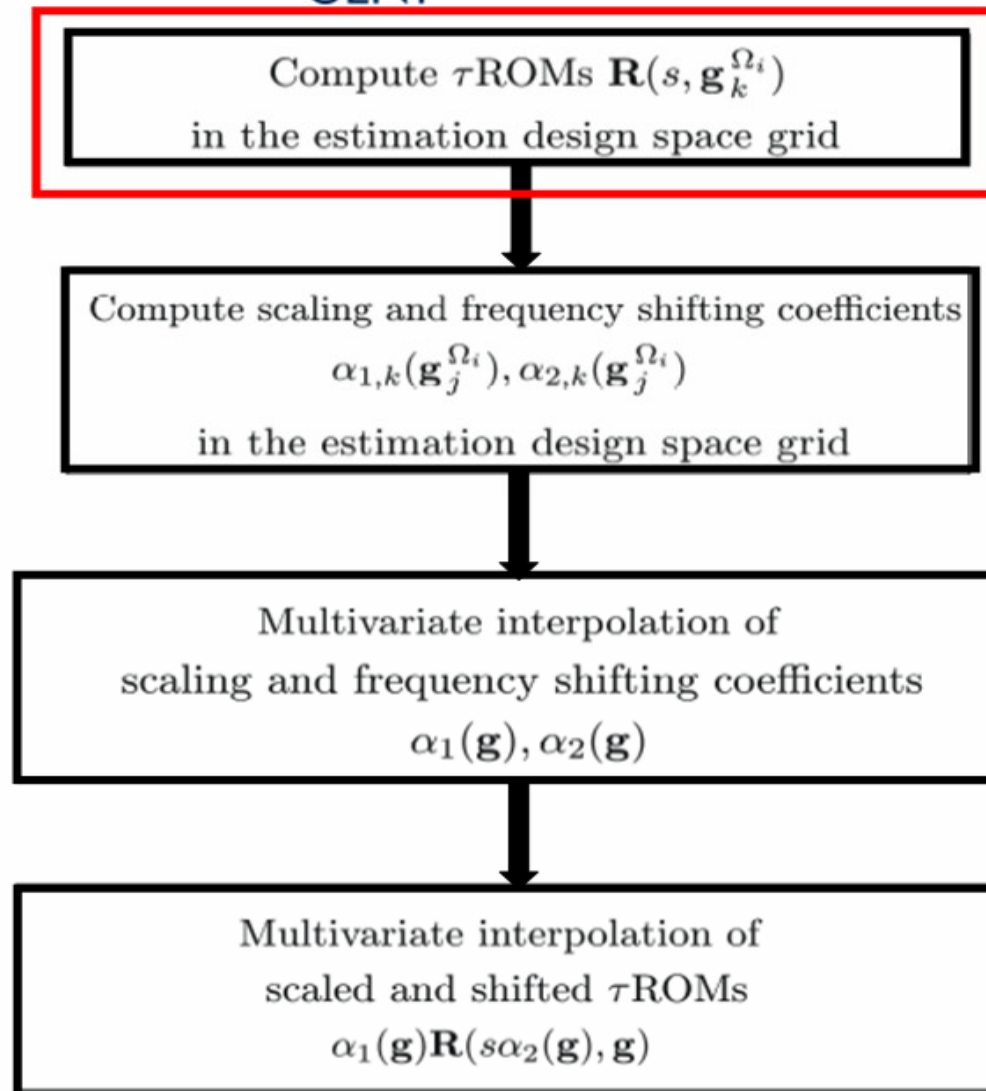 Compute τROMs R(s, g_k^{Ω_i})
in the estimation design space grid
Compute scaling and frequency shifting coefficients
α_{1,k}(g_j^{Ω_i}), α_{2,k}(g_j^{Ω_i})
in the estimation design space grid
Multivariate interpolation of
scaling and frequency shifting coefficients
α_1(g), α_2(g)
Multivariate interpolation of
scaled and shifted τROMs
α_1(g)R(sα_2(g), g)